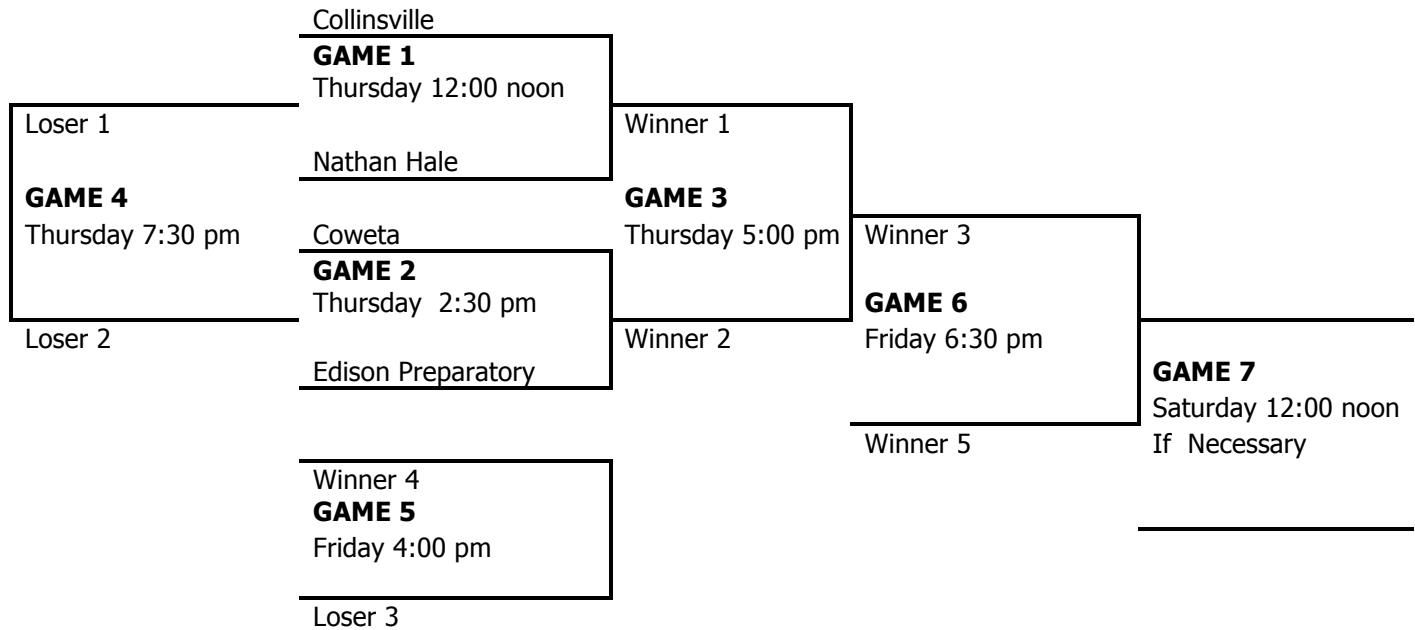 Collinsville
GAME 1
Thursday 12:00 noon
Loser 1
Winner 1
Nathan Hale
GAME 4
GAME 3
Thursday 7:30 pm
Coweta
Thursday 5:00 pm
Winner 3
GAME 2
Thursday  2:30 pm
GAME 6
Loser 2
Winner 2
Friday 6:30 pm
Edison Preparatory
GAME 7
Saturday 12:00 noon
Winner 5
If  Necessary
Winner 4
GAME 5
Friday 4:00 pm
Loser 3